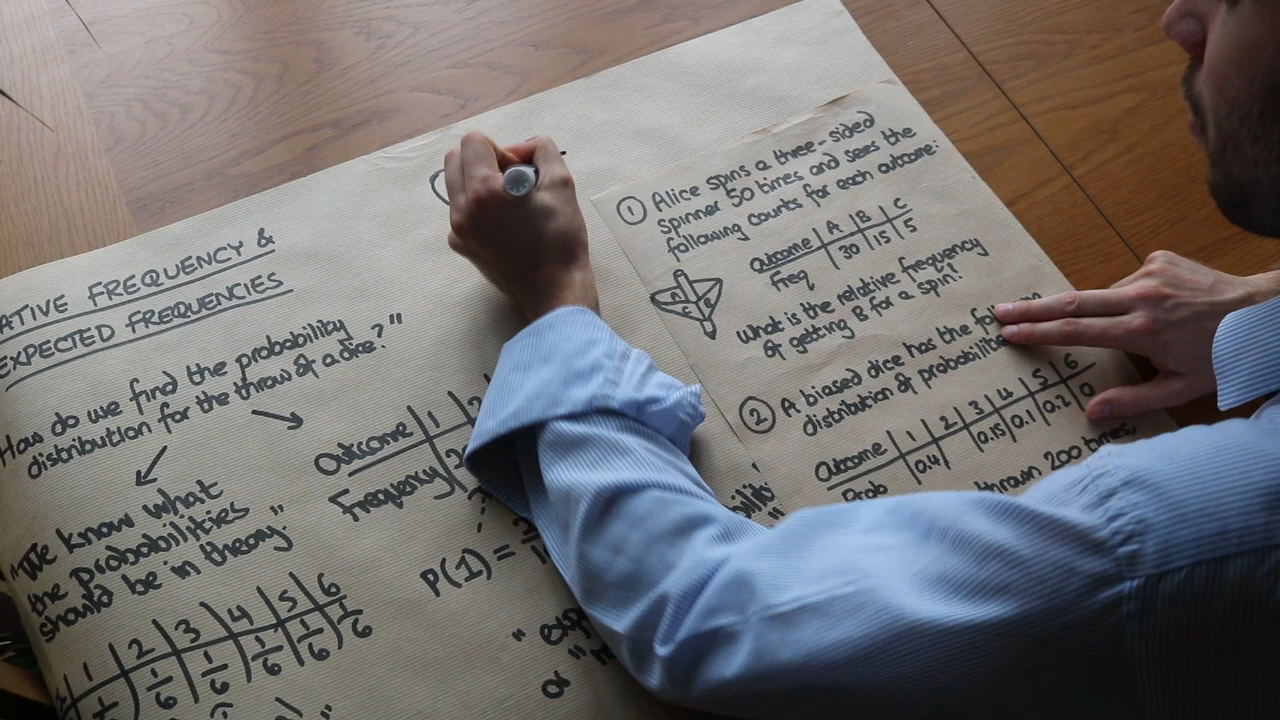 ATIVE FREQUENCY &
EXPECTED FREQUENCIES
How do we find the probability
distribution for the throw of a dice?"
"We know what
the probabilities
should be in theory."
1 2 3 4 5 6
1/6 1/6 1/6 1/6 1/6
Outcome 1 2
Frequency 2
P(1) =
"
or "
① Alice spins a three-sided
spinner 50 times and sees the
following counts for each outcome:
Outcome A B C
Freq 30 15 5
What is the relative frequency
of getting B for a spin?
② A biased dice has the
distribution of
Outcome 1 2 3 4 5 6
Prob 0.4 0.15 0.1 0.2 0
thrown 200 times,